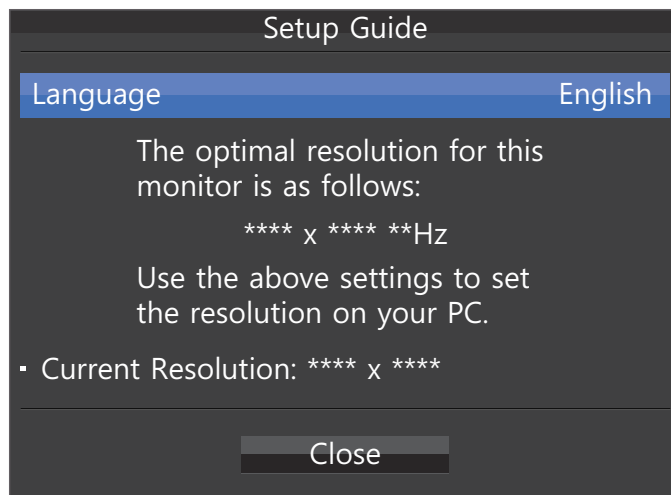 Setup Guide
Language English
The optimal resolution for this
monitor is as follows:
**** x **** **Hz
Use the above settings to set
the resolution on your PC.
▪ Current Resolution: **** x ****
Close